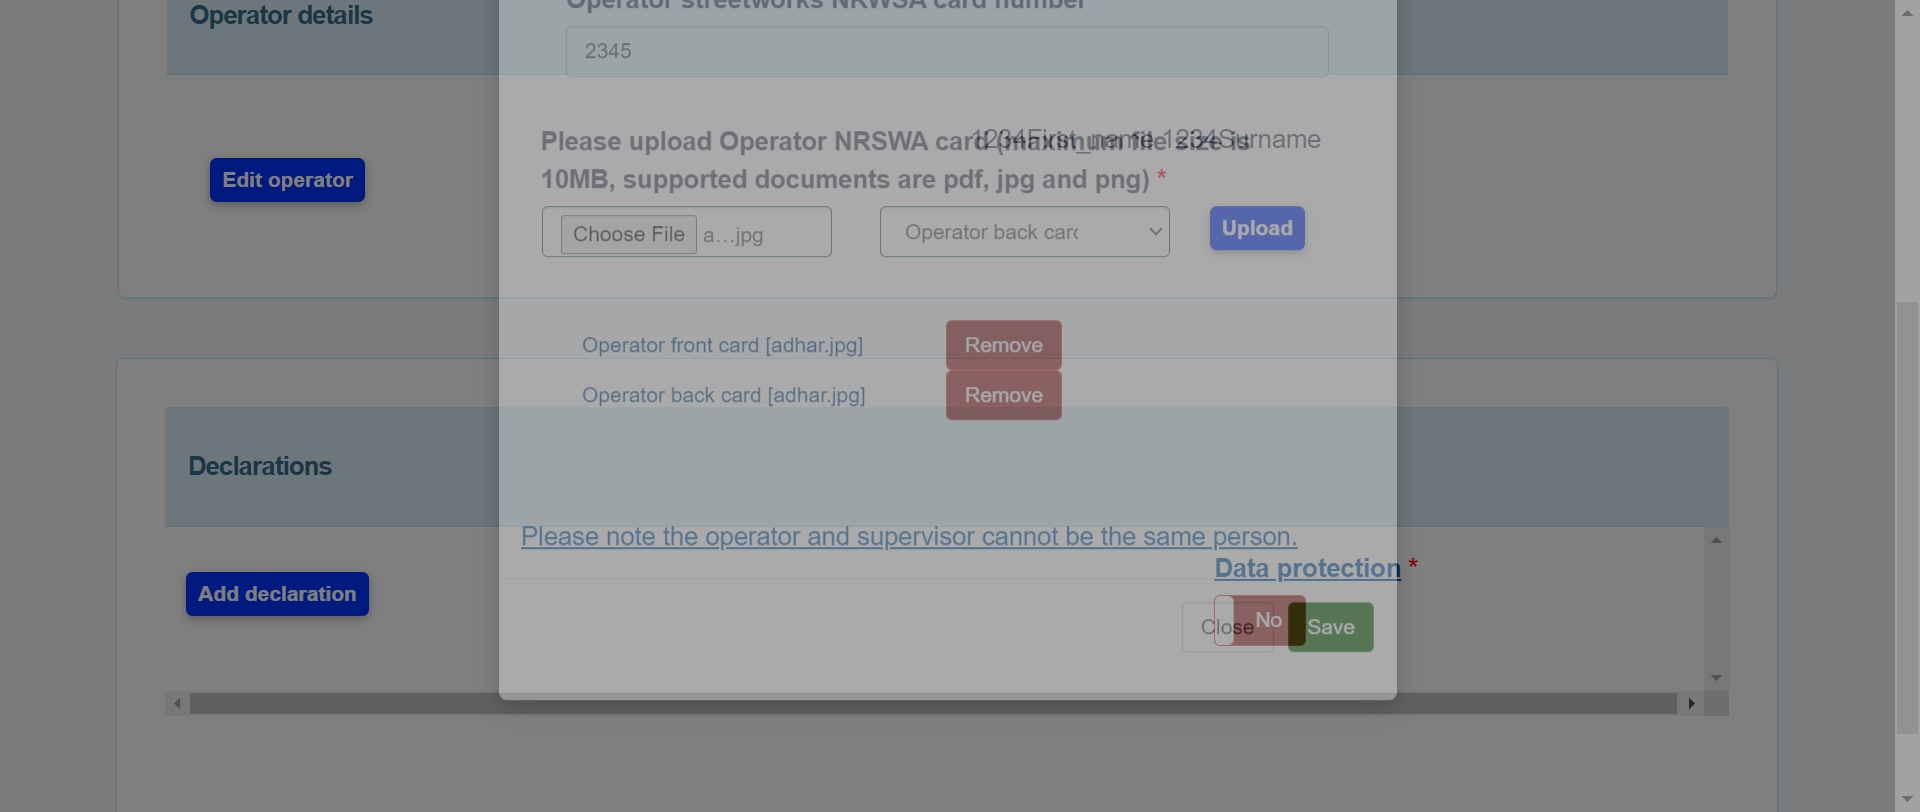 Operator streetworks NRWSA card number
Operator details
2345
Please upload Operator NRSWA card (maximum file size is
1234First_name 1234Surname
10MB, supported documents are pdf, jpg and png) *
Edit operator
Choose File a…jpg
Operator back card
Upload
Operator front card [adhar.jpg]
Remove
Operator back card [adhar.jpg]
Remove
Declarations
Please note the operator and supervisor cannot be the same person.
Data protection *
Add declaration
Close
No
Save